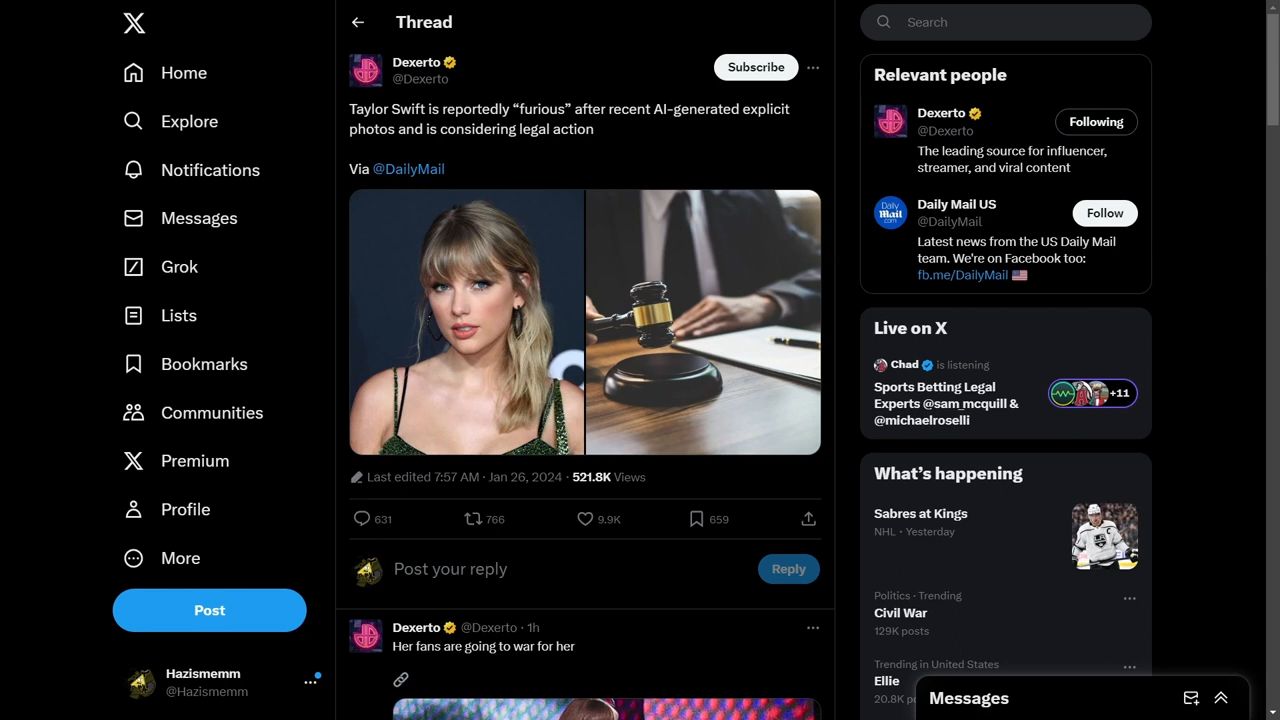 Home
Explore
Notifications
Messages
Grok
Lists
Bookmarks
Communities
Premium
Profile
More
Post
Hazismemm
@Hazismemm
Thread
Dexerto
@Dexerto
Subscribe
Taylor Swift is reportedly “furious” after recent AI-generated explicit
photos and is considering legal action
Via @DailyMail
Last edited 7:57 AM · Jan 26, 2024 · 521.8K Views
631 766 9.9K 659
Post your reply
Reply
Dexerto @Dexerto · 1h
Her fans are going to war for her
Search
Relevant people
Dexerto
@Dexerto
Following
The leading source for influencer,
streamer, and viral content
Daily Mail.com
Daily Mail US
@DailyMail
Follow
Latest news from the US Daily Mail
team. We're on Facebook too:
fb.me/DailyMail 🇺🇸
Live on X
Chad is listening
Sports Betting Legal
Experts @sam_mcquill &
@michaelroselli
+11
What’s happening
Sabres at Kings
NHL · Yesterday
Politics · Trending
Civil War
129K posts
Trending in United States
Ellie
20.8K
Messages